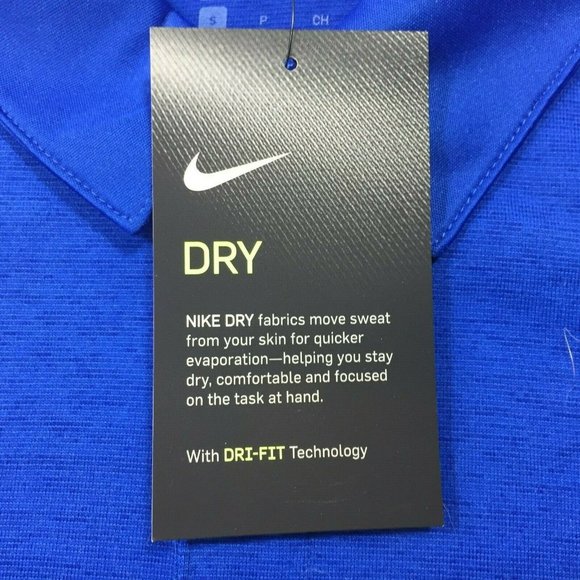 S P CH
DRY
NIKE DRY fabrics move sweat
from your skin for quicker
evaporation—helping you stay
dry, comfortable and focused
on the task at hand.
With DRI-FIT Technology